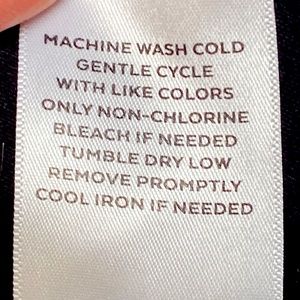 MACHINE WASH COLD
GENTLE CYCLE
WITH LIKE COLORS
ONLY NON-CHLORINE
BLEACH IF NEEDED
TUMBLE DRY LOW
REMOVE PROMPTLY
COOL IRON IF NEEDED